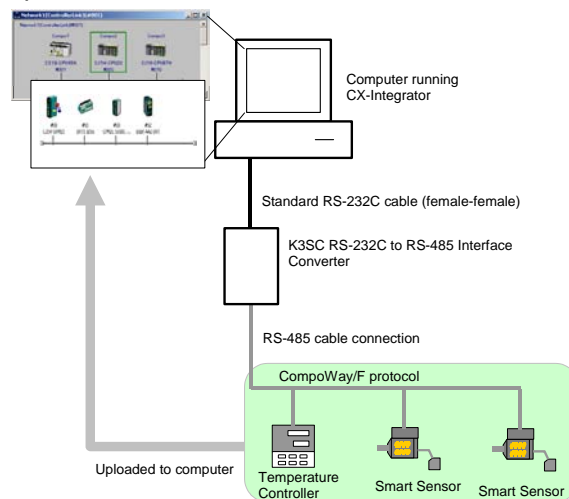 Computer running
CX-Integrator
Standard RS-232C cable (female-female)
K3SC RS-232C to RS-485 Interface
Converter
RS-485 cable connection
CompoWay/F protocol
Uploaded to computer
Temperature
Controller
Smart Sensor
Smart Sensor